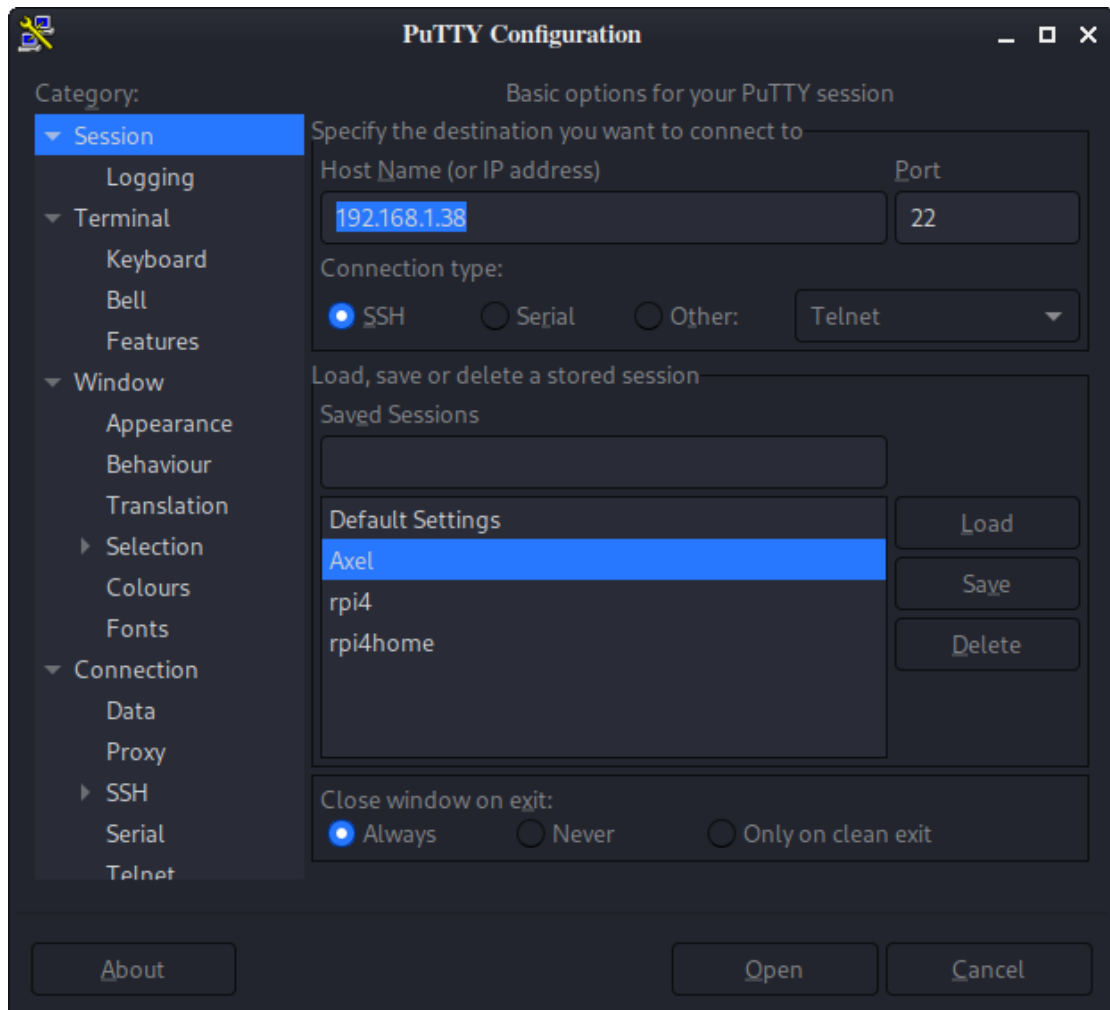 PuTTY Configuration
Category:
Session
Logging
Terminal
Keyboard
Bell
Features
Window
Appearance
Behaviour
Translation
Selection
Colours
Fonts
Connection
Data
Proxy
SSH
Serial
Telnet
Basic options for your PuTTY session
Specify the destination you want to connect to
Host Name (or IP address) Port
192.168.1.38 22
Connection type:
SSH Serial Other: Telnet
Load, save or delete a stored session
Saved Sessions
Default Settings
Axel
rpi4
rpi4home
Load
Save
Delete
Close window on exit:
Always Never Only on clean exit
About Open Cancel